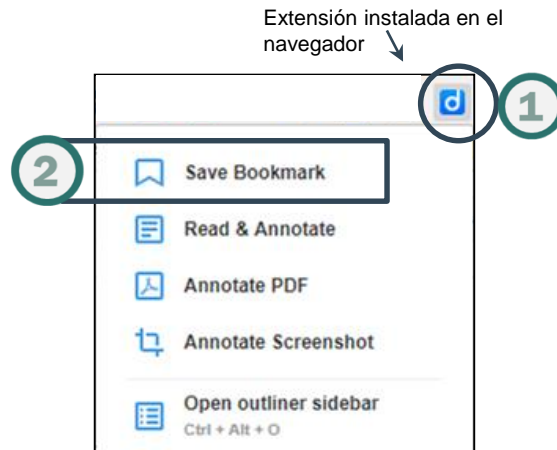 Extensión instalada en el
navegador
d
1
2
Save Bookmark
Read & Annotate
Annotate PDF
Annotate Screenshot
Open outliner sidebar
Ctrl + Alt + O